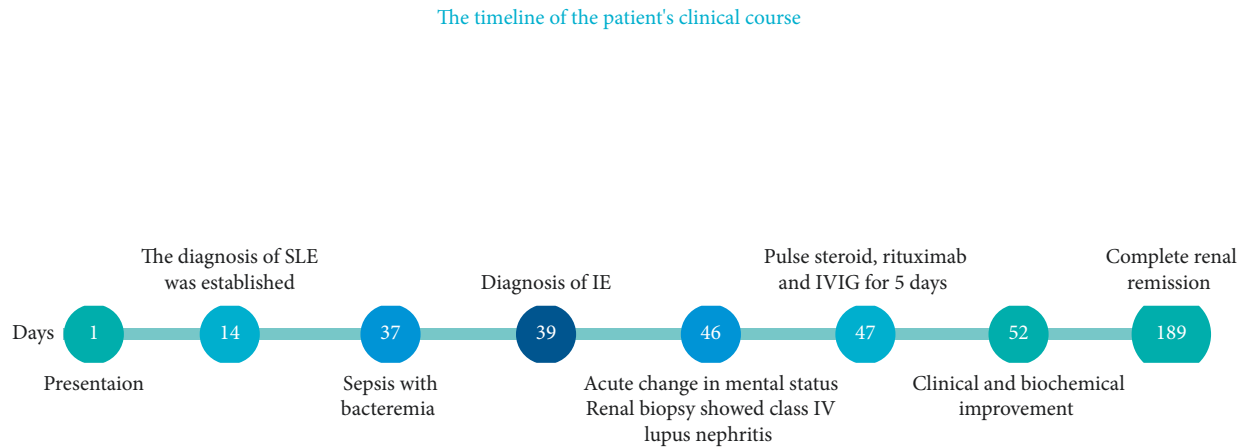 The timeline of the patient's clinical course
The diagnosis of SLE
was established
Diagnosis of IE
Pulse steroid, rituximab
and IVIG for 5 days
Complete renal
remission
Days
1
14
37
39
46
47
52
189
Presentaion
Sepsis with
bacteremia
Acute change in mental status
Renal biopsy showed class IV
lupus nephritis
Clinical and biochemical
improvement